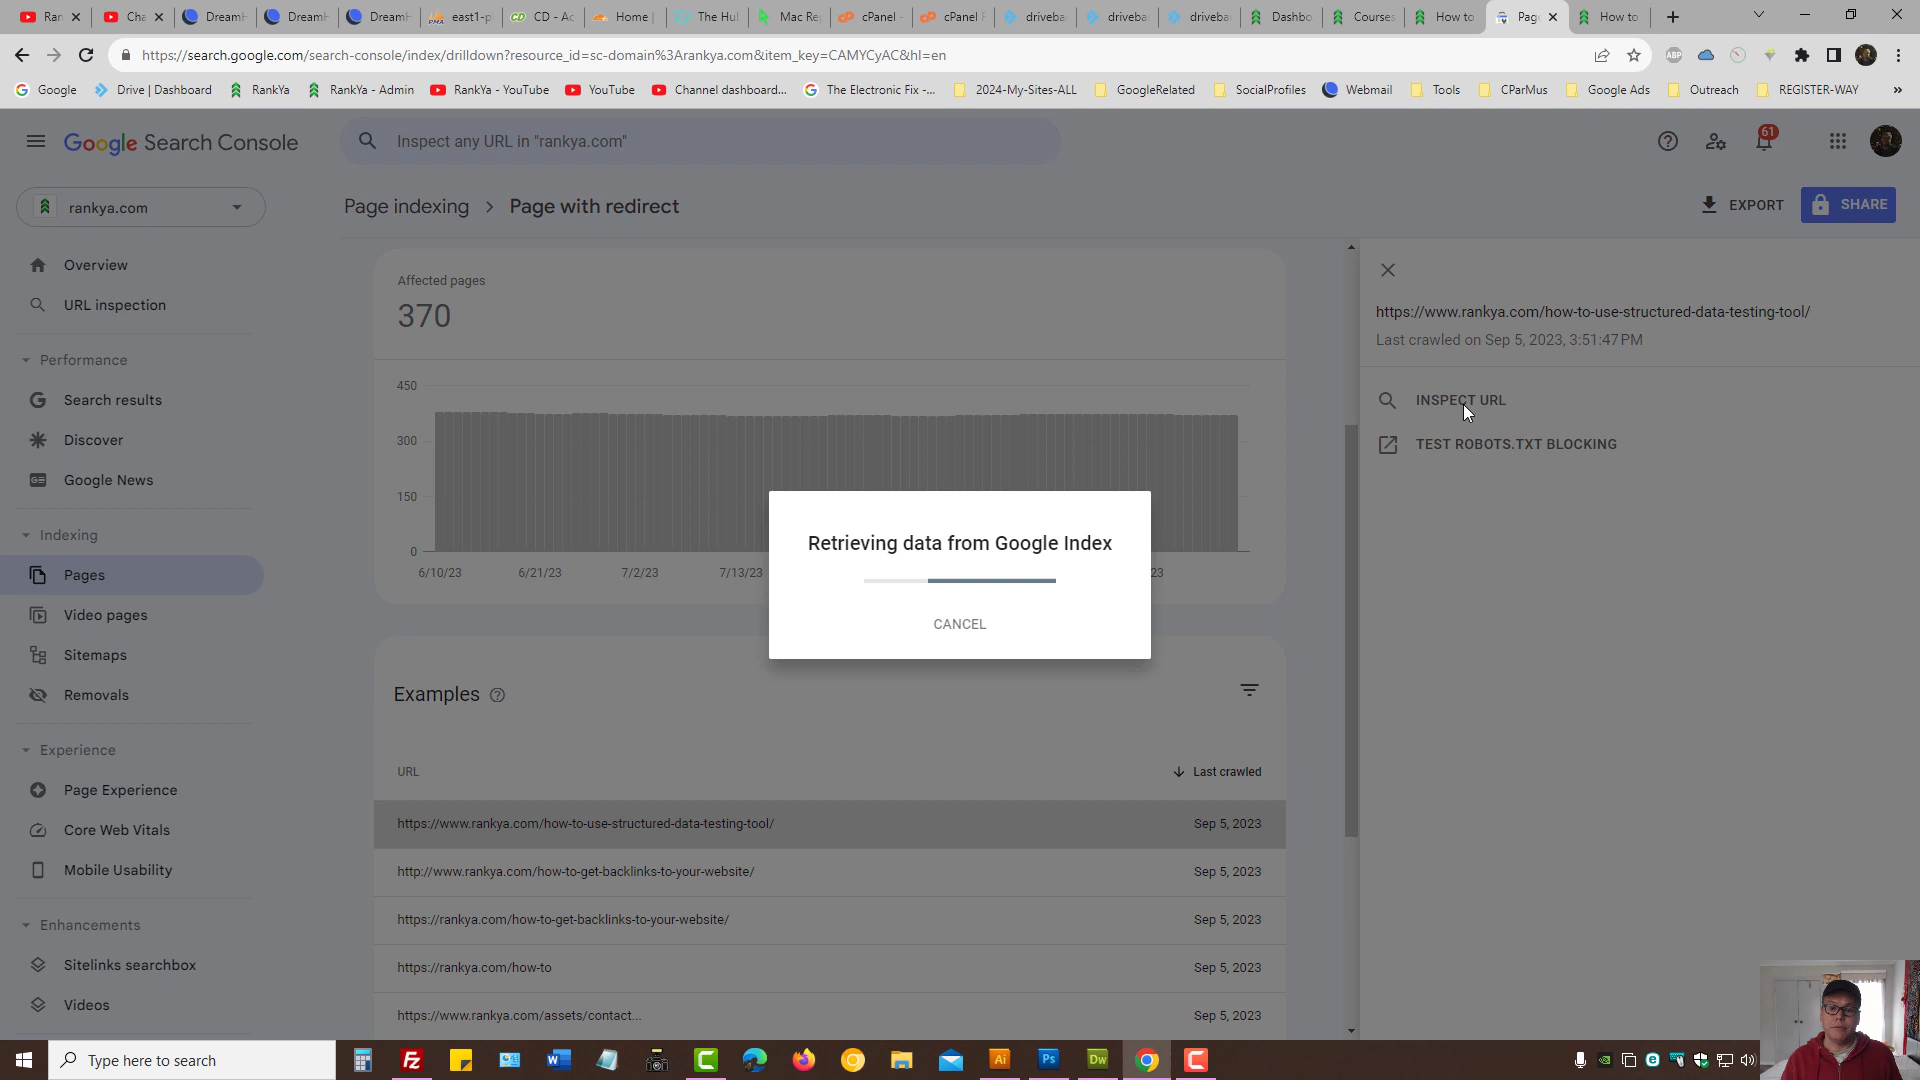 Ran
Cha
DreamH
DreamH
DreamH
east1-p
CD - Ac
Home |
The Hu
Mac Re
cPanel -
cPanel F
driveba
driveba
driveba
Dashbo
Courses
How to
Page
How to
https://search.google.com/search-console/index/drilldown?resource_id=sc-domain%3Arankya.com&item_key=CAMYCyAC&hl=en
Google
Drive | Dashboard
RankYa
RankYa - Admin
RankYa - YouTube
YouTube
Channel dashboard...
The Electronic Fix -...
2024-My-Sites-ALL
GoogleRelated
SocialProfiles
Webmail
Tools
CParMus
Google Ads
Outreach
REGISTER-WAY
»
Google Search Console
Inspect any URL in "rankya.com"
61
rankya.com
Page indexing > Page with redirect
EXPORT
SHARE
Overview
URL inspection
Performance
Search results
Discover
Google News
Indexing
Pages
Video pages
Sitemaps
Removals
Experience
Page Experience
Core Web Vitals
Mobile Usability
Enhancements
Sitelinks searchbox
Videos
Affected pages
370
450
300
150
0
6/10/23
6/21/23
7/2/23
7/13/23
23
Retrieving data from Google Index
CANCEL
Examples
URL
Last crawled
https://www.rankya.com/how-to-use-structured-data-testing-tool/
Sep 5, 2023
http://www.rankya.com/how-to-get-backlinks-to-your-website/
Sep 5, 2023
https://rankya.com/how-to-get-backlinks-to-your-website/
Sep 5, 2023
https://rankya.com/how-to
Sep 5, 2023
https://www.rankya.com/assets/contact...
Sep 5, 2023
https://www.rankya.com/how-to-use-structured-data-testing-tool/
Last crawled on Sep 5, 2023, 3:51:47 PM
INSPECT URL
TEST ROBOTS.TXT BLOCKING
Type here to search
Fz
Ai
Ps
Dw